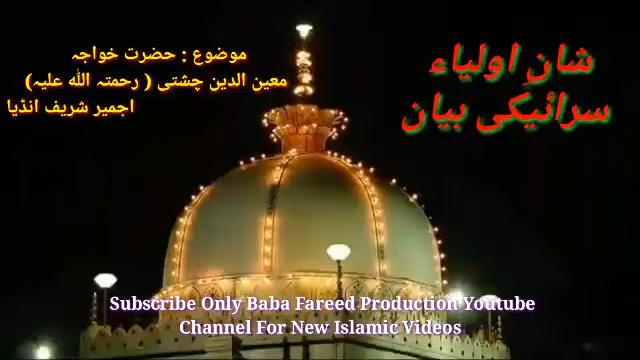 موضوع : حضرت خواجہ
معین الدین چشتی ( رحمتہ اللہ علیہ)
اجمیر شریف انڈیا
شانِ اولیاء
سرائیکی بیان
Subscribe Only Baba Fareed Production Youtube
Channel For New Islamic Videos